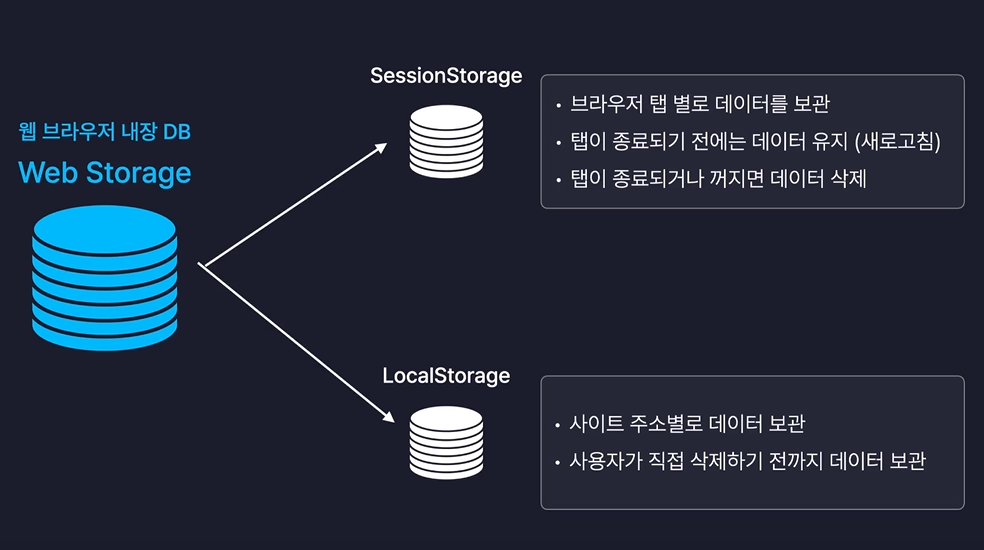 웹 브라우저 내장 DB
Web Storage
SessionStorage
• 브라우저 탭 별로 데이터를 보관
• 탭이 종료되기 전에는 데이터 유지 (새로고침)
• 탭이 종료되거나 꺼지면 데이터 삭제
LocalStorage
• 사이트 주소별로 데이터 보관
• 사용자가 직접 삭제하기 전까지 데이터 보관